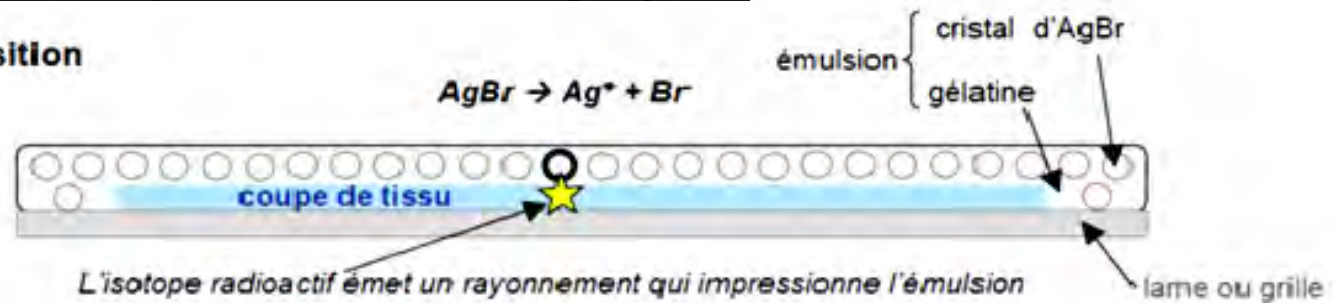 sition
cristal d'AgBr
émulsion
AgBr → Ag⁺ + Br⁻
gélatine
coupe de tissu
L'isotope radioactif émet un rayonnement qui impressionne l'émulsion
lame ou grille